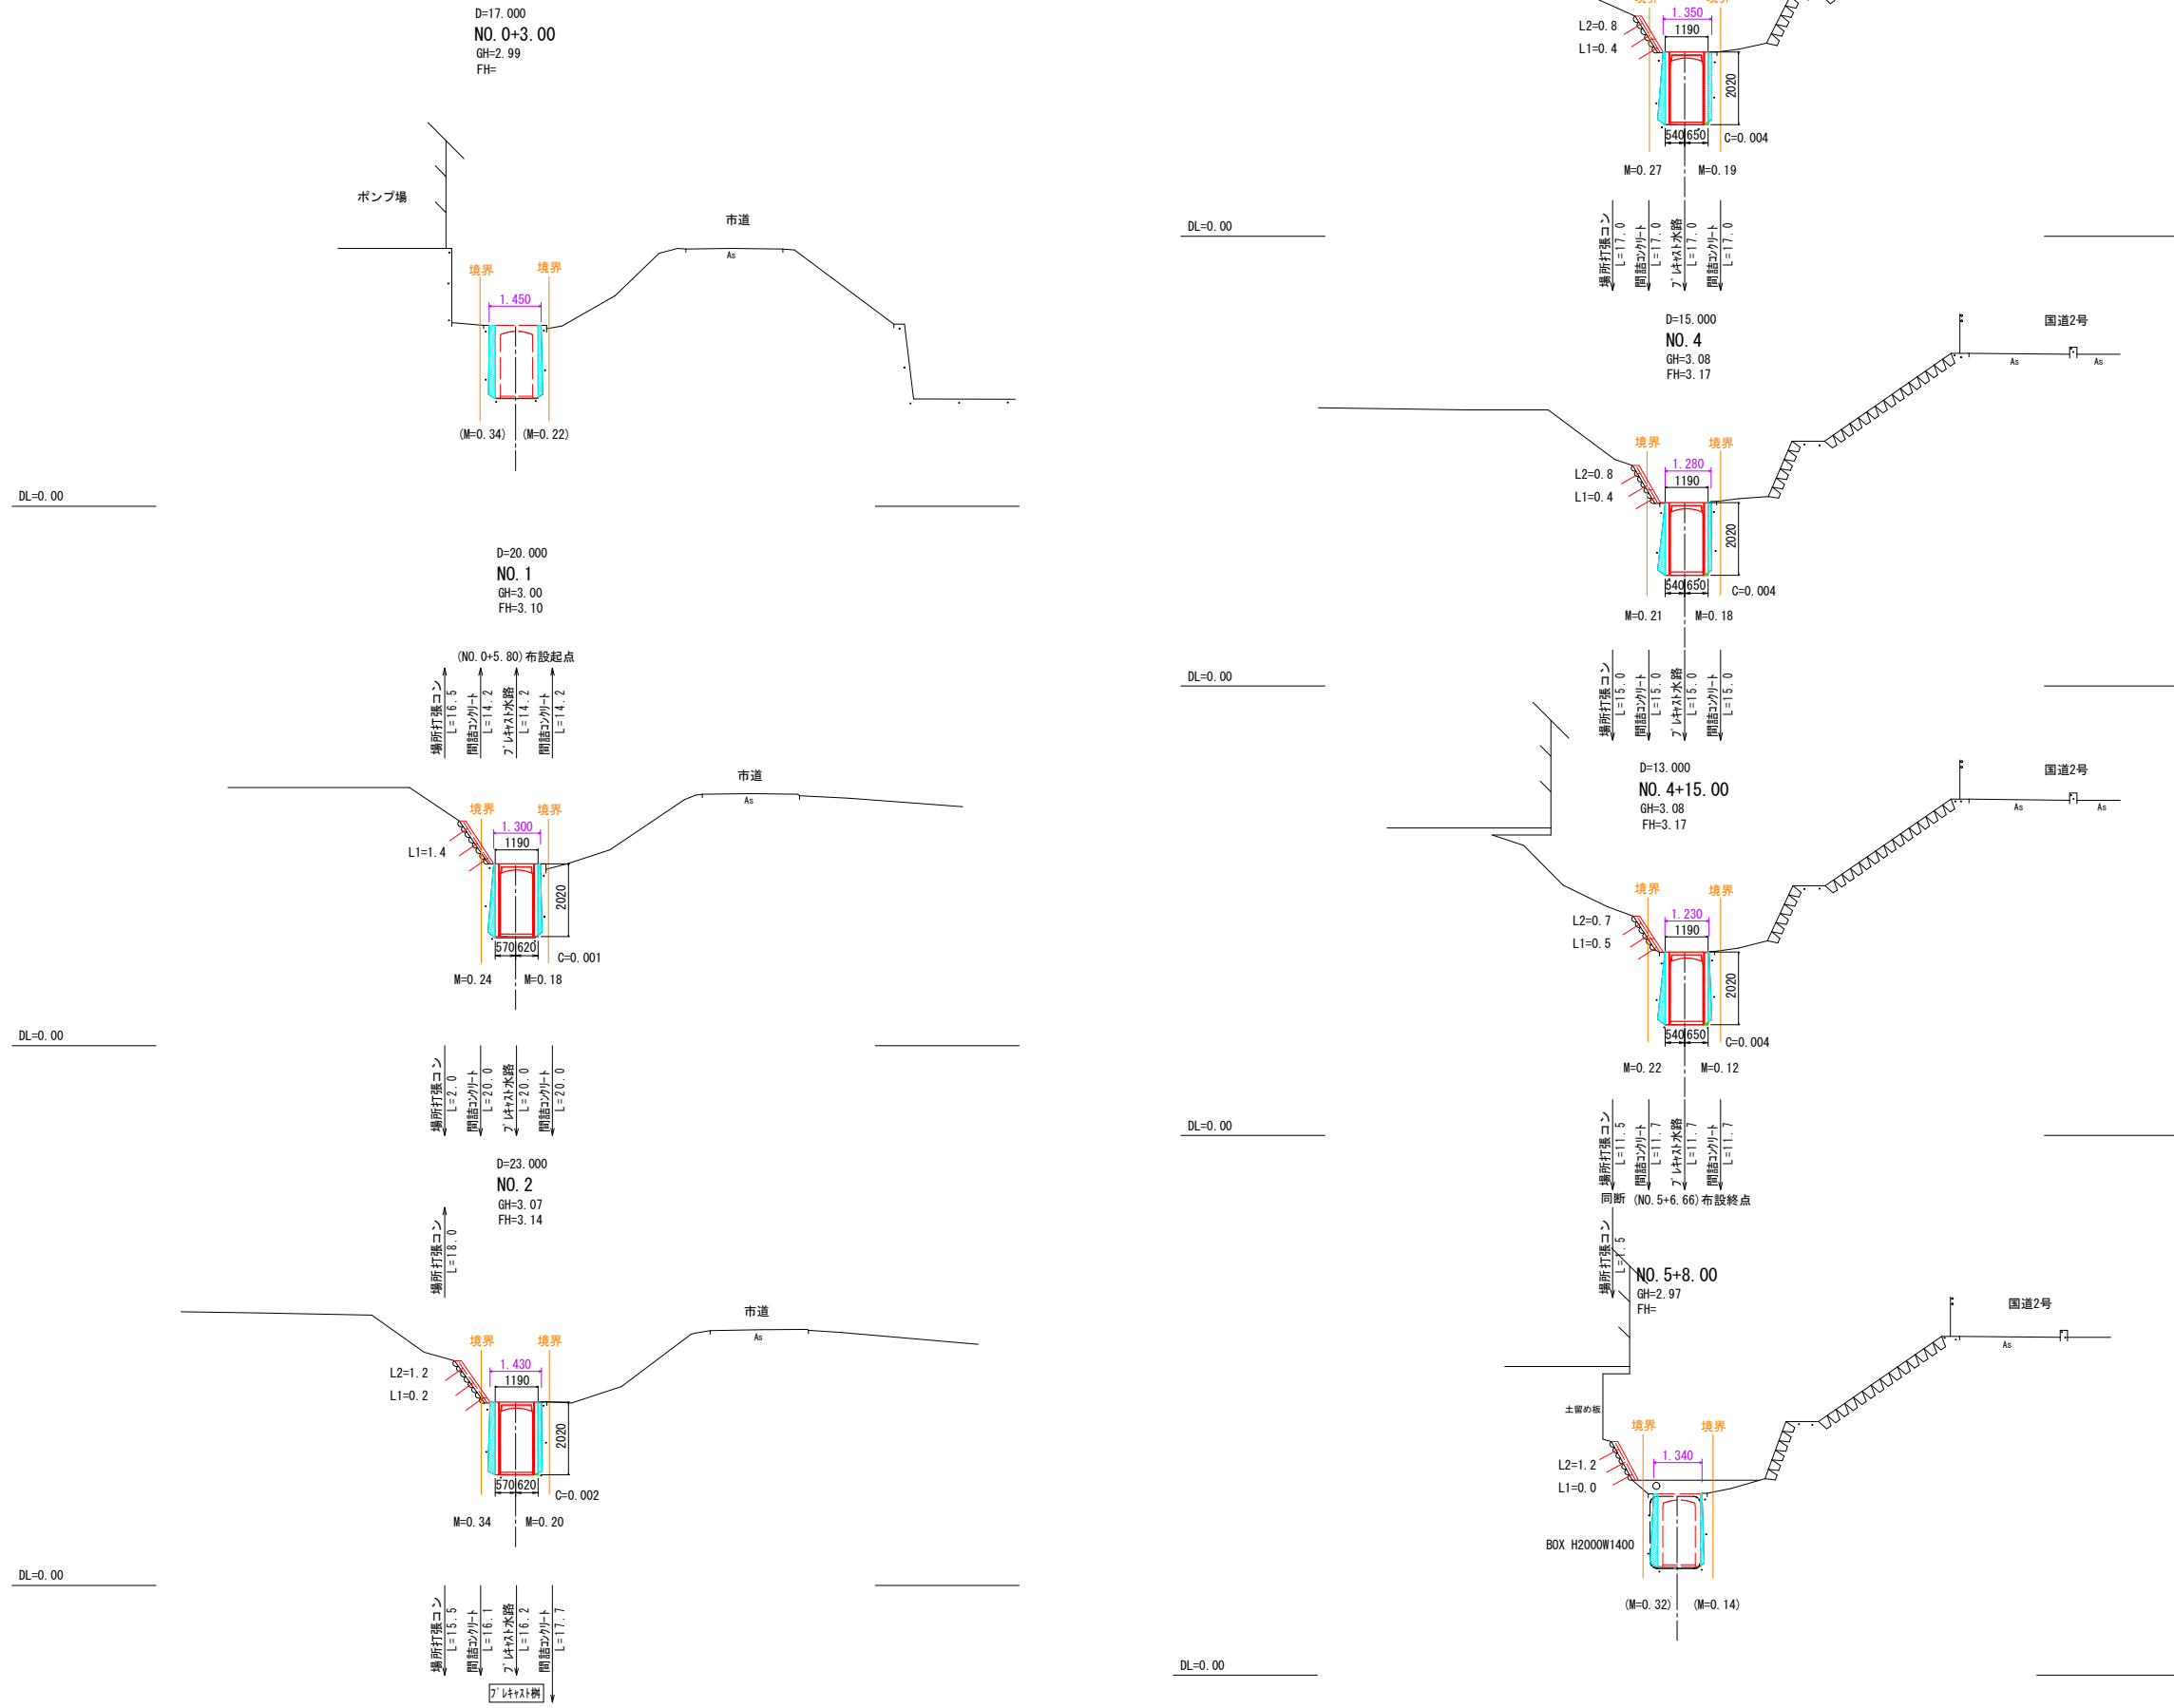 D=17.000
NO.0+3.00
GH=2.99
FH=
ポンプ場
市道
As
境界
境界
1.450
(M=0.34)
(M=0.22)
DL=0.00
D=20.000
NO.1
GH=3.00
FH=3.10
(NO.0+5.80)布設起点
場所打張コン
L=16.5
間詰コンクリート
L=14.2
プレキャスト水路
L=14.2
間詰コンクリート
L=14.2
市道
As
境界
境界
1.300
1190
L1=1.4
2020
570
620
C=0.001
M=0.24
M=0.18
DL=0.00
場所打張コン
L=2.0
間詰コンクリート
L=20.0
プレキャスト水路
L=20.0
間詰コンクリート
L=20.0
D=23.000
NO.2
GH=3.07
FH=3.14
場所打張コン
L=18.0
市道
As
境界
境界
1.430
1190
L2=1.2
L1=0.2
2020
570
620
C=0.002
M=0.34
M=0.20
DL=0.00
場所打張コン
L=15.5
間詰コンクリート
L=16.1
プレキャスト水路
L=16.2
間詰コンクリート
L=17.7
プレキャスト桝
境界
境界
1.350
1190
L2=0.8
L1=0.4
2020
540
650
C=0.004
M=0.27
M=0.19
DL=0.00
場所打張コン
L=17.0
間詰コンクリート
L=17.0
プレキャスト水路
L=17.0
間詰コンクリート
L=17.0
D=15.000
NO.4
GH=3.08
FH=3.17
国道2号
As
As
境界
境界
1.280
1190
L2=0.8
L1=0.4
2020
540
650
C=0.004
M=0.21
M=0.18
DL=0.00
場所打張コン
L=15.0
間詰コンクリート
L=15.0
プレキャスト水路
L=15.0
間詰コンクリート
L=15.0
D=13.000
NO.4+15.00
GH=3.08
FH=3.17
国道2号
As
As
境界
境界
1.230
1190
L2=0.7
L1=0.5
2020
540
650
C=0.004
M=0.22
M=0.12
DL=0.00
場所打張コン
L=11.5
間詰コンクリート
L=11.7
プレキャスト水路
L=11.7
間詰コンクリート
L=11.7
同断
(NO.5+6.66)布設終点
場所打張コン
L=1.5
NO.5+8.00
GH=2.97
FH=
国道2号
As
土留め板
境界
境界
1.340
L2=1.2
L1=0.0
BOX H2000W1400
(M=0.32)
(M=0.14)
DL=0.00